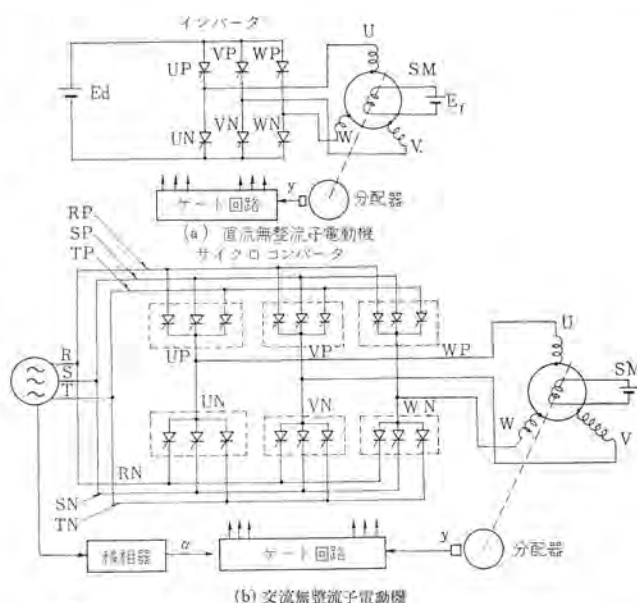 インバータ
UP VP WP
U
SM
Ed
E_f
UN VN WN
W
V.
y
ゲート回路
分配器
(a) 直流無整流子電動機
サイクロコンバータ
RP
SP
TP
R
S
T
UP VP WP
U
SM
UN VN WN
W
V
RN
SN
TN
y
移相器
α
ゲート回路
分配器
(b) 交流無整流子電動機